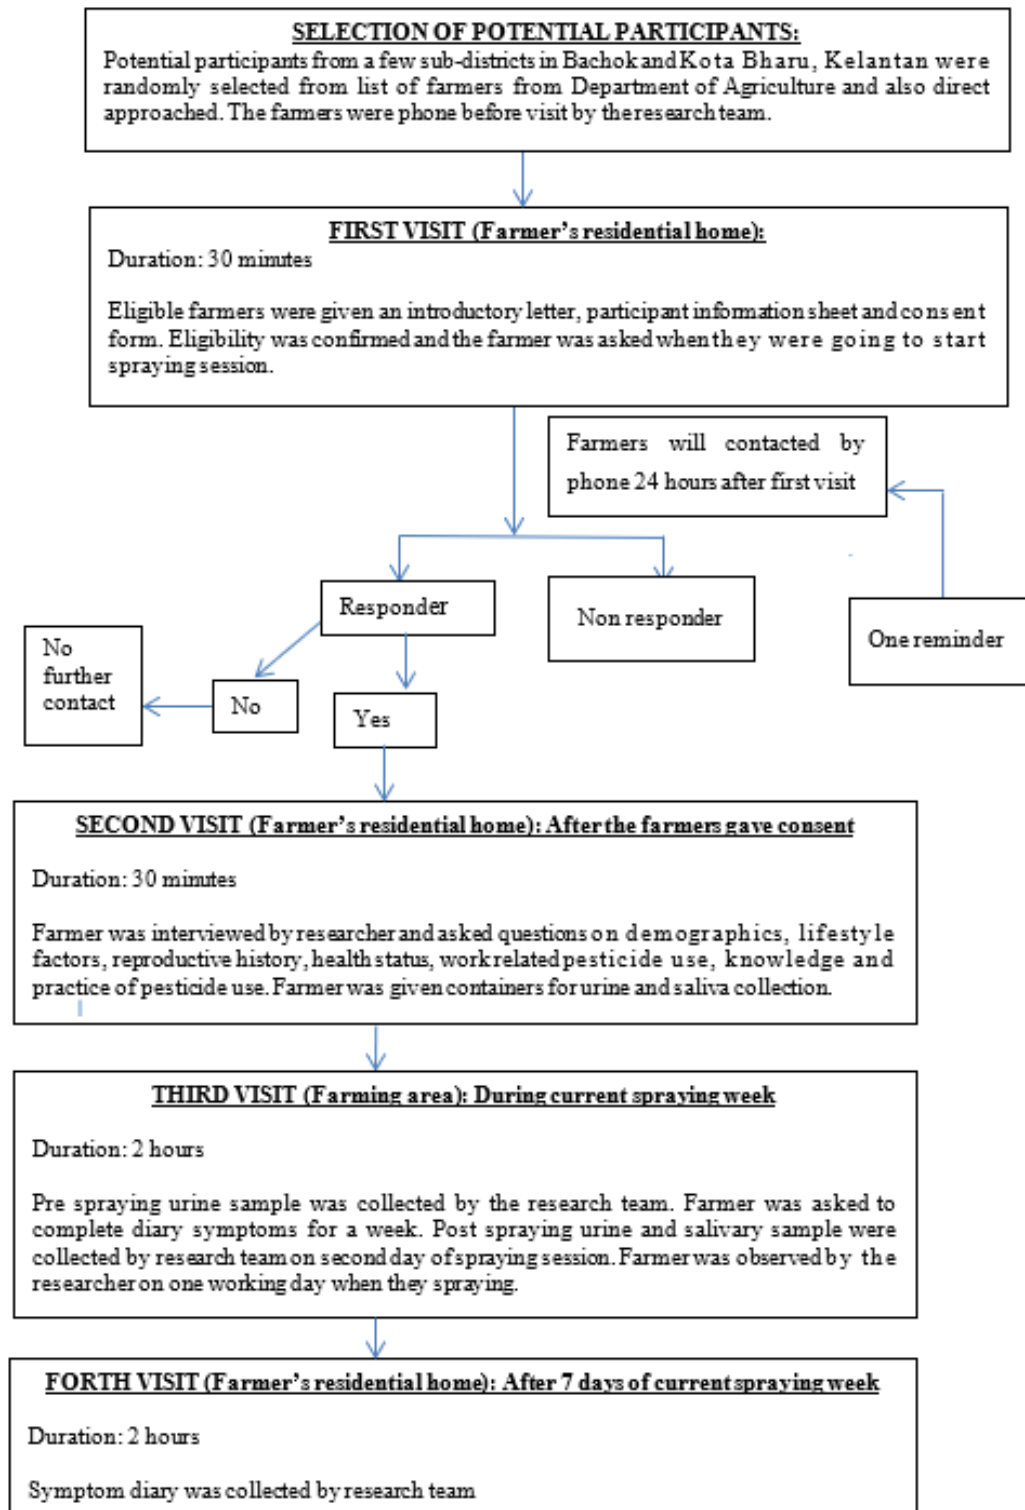 SELECTION OF POTENTIAL PARTICIPANTS:
Potential participants from a few sub-districts in Bachok and Kota Bharu, Kelantan were
randomly selected from list of farmers from Department of Agriculture and also direct
approached. The farmers were phone before visit by the research team.
FIRST VISIT (Farmer's residential home):
Duration: 30 minutes
Eligible farmers were given an introductory letter, participant information sheet and consent
form. Eligibility was confirmed and the farmer was asked when they were going to start
spraying session.
Farmers will contacted by
phone 24 hours after first visit
Responder
Non responder
One reminder
No
further
contact
No
Yes
SECOND VISIT (Farmer's residential home): After the farmers gave consent
Duration: 30 minutes
Farmer was interviewed by researcher and asked questions on demographics, lifestyle
factors, reproductive history, health status, work related pesticide use, knowledge and
practice of pesticide use. Farmer was given containers for urine and saliva collection.
THIRD VISIT (Farming area): During current spraying week
Duration: 2 hours
Pre spraying urine sample was collected by the research team. Farmer was asked to
complete diary symptoms for a week. Post spraying urine and salivary sample were
collected by research team on second day of spraying session. Farmer was observed by the
researcher on one working day when they spraying.
FORTH VISIT (Farmer's residential home): After 7 days of current spraying week
Duration: 2 hours
Symptom diary was collected by research team